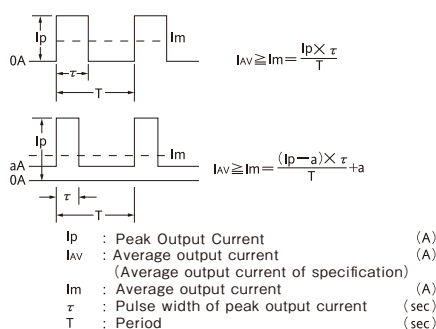 Ip
Im
0A
τ
T
IAV≧Im=Ip×τ/T
Ip
Im
aA
0A
τ
T
IAV≧Im=(Ip−a)×τ/T+a
Ip : Peak Output Current (A)
IAV : Average output current (A)
(Average output current of specification)
Im : Average output current (A)
τ : Pulse width of peak output current (sec)
T : Period (sec)